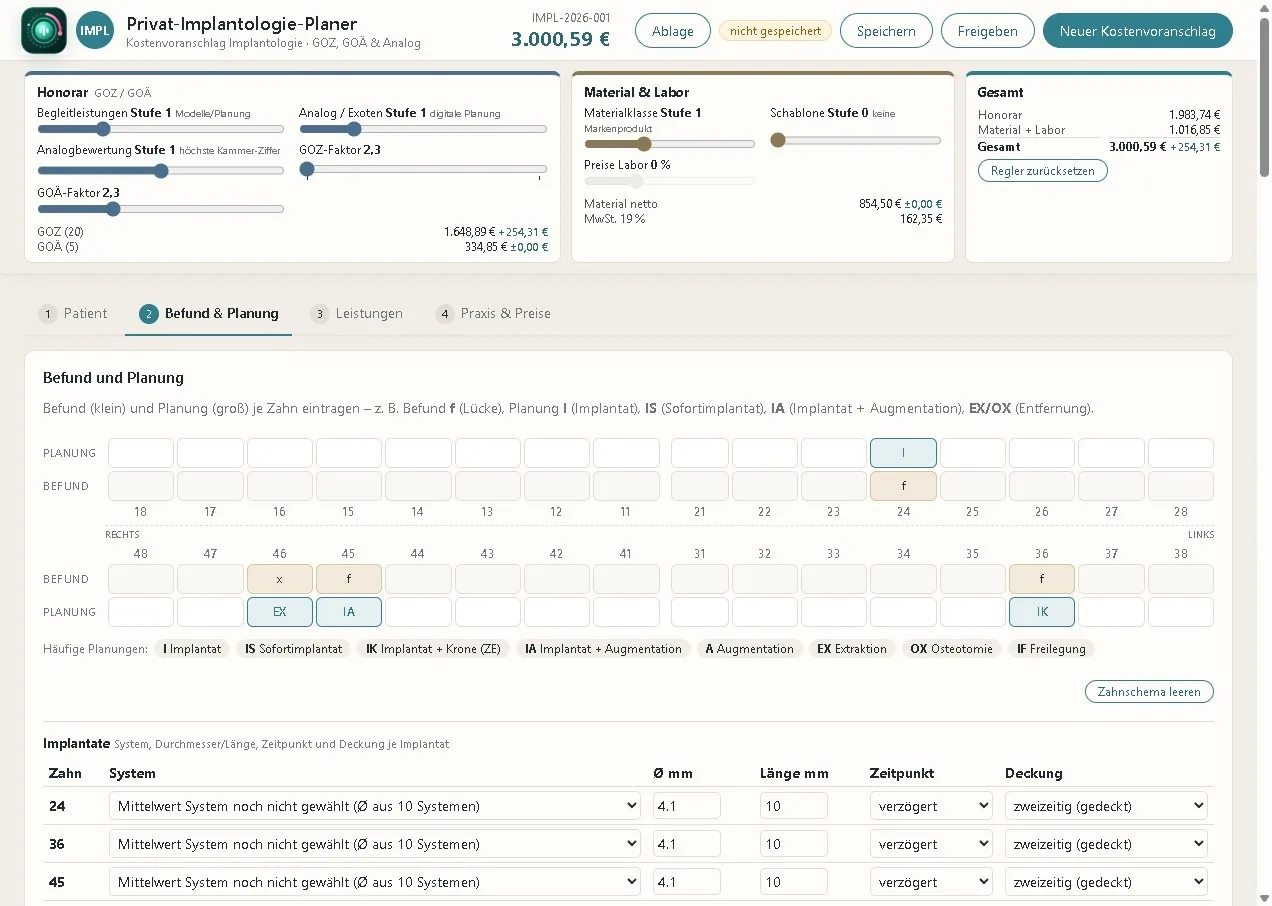 IMPL
Privat-Implantologie-Planer
Kostenvoranschlag Implantologie · GOZ, GOÄ & Analog
IMPL-2026-001
3.000,59 €
Ablage
nicht gespeichert
Speichern
Freigeben
Neuer Kostenvoranschlag
Honorar GOZ / GOÄ
Begleitleistungen Stufe 1 Modelle/Planung
Analog / Exoten Stufe 1 digitale Planung
Analogbewertung Stufe 1 höchste Kammer-Ziffer
GOZ-Faktor 2,3
GOÄ-Faktor 2,3
GOZ (20) 1.648,89 € +254,31 €
GOÄ (5) 334,85 € ±0,00 €
Material & Labor
Materialklasse Stufe 1
Markenprodukt
Schablone Stufe 0 keine
Preise Labor 0 %
Material netto 854,50 € ±0,00 €
MwSt. 19 % 162,35 €
Gesamt
Honorar 1.983,74 €
Material + Labor 1.016,85 €
Gesamt 3.000,59 € +254,31 €
Regler zurücksetzen
1 Patient
2 Befund & Planung
3 Leistungen
4 Praxis & Preise
Befund und Planung
Befund (klein) und Planung (groß) je Zahn eintragen – z. B. Befund f (Lücke), Planung I (Implantat), IS (Sofortimplantat), IA (Implantat + Augmentation), EX/OX (Entfernung).
PLANUNG I
BEFUND f
18 17 16 15 14 13 12 11 21 22 23 24 25 26 27 28
RECHTS LINKS
48 47 46 45 44 43 42 41 31 32 33 34 35 36 37 38
BEFUND x f f
PLANUNG EX IA IK
Häufige Planungen: I Implantat IS Sofortimplantat IK Implantat + Krone (ZE) IA Implantat + Augmentation A Augmentation EX Extraktion OX Osteotomie IF Freilegung
Zahnschema leeren
Implantate System, Durchmesser/Länge, Zeitpunkt und Deckung je Implantat
Zahn System Ø mm Länge mm Zeitpunkt Deckung
24 Mittelwert System noch nicht gewählt (Ø aus 10 Systemen) 4.1 10 verzögert zweizeitig (gedeckt)
36 Mittelwert System noch nicht gewählt (Ø aus 10 Systemen) 4.1 10 verzögert zweizeitig (gedeckt)
45 Mittelwert System noch nicht gewählt (Ø aus 10 Systemen) 4.1 10 verzögert zweizeitig (gedeckt)